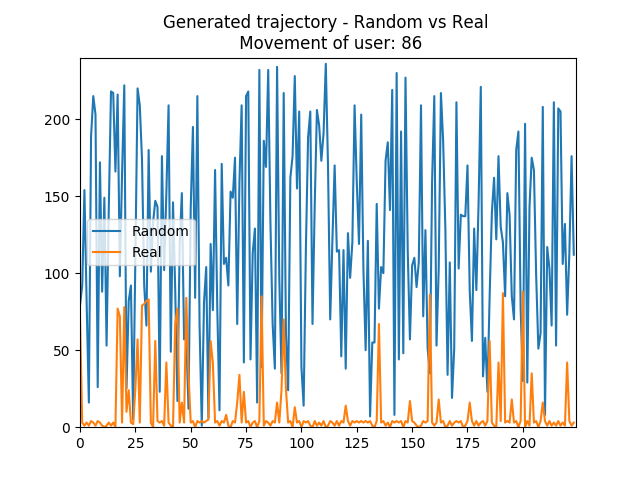 Generated trajectory - Random vs Real
Movement of user: 86
200
150
100
50
0
Random
Real
0 25 50 75 100 125 150 175 200